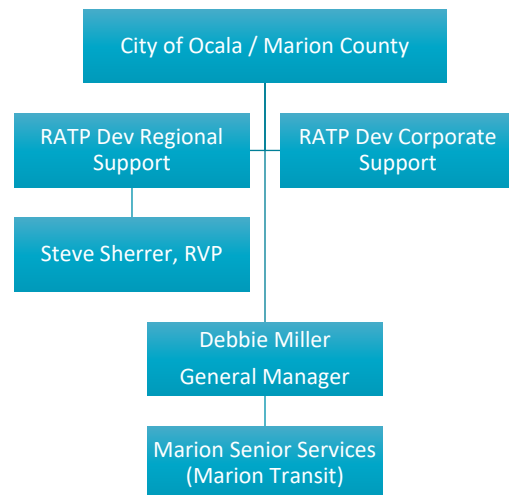 City of Ocala / Marion County
RATP Dev Regional
Support
RATP Dev Corporate
Support
Steve Sherrer, RVP
Debbie Miller
General Manager
Marion Senior Services
(Marion Transit)